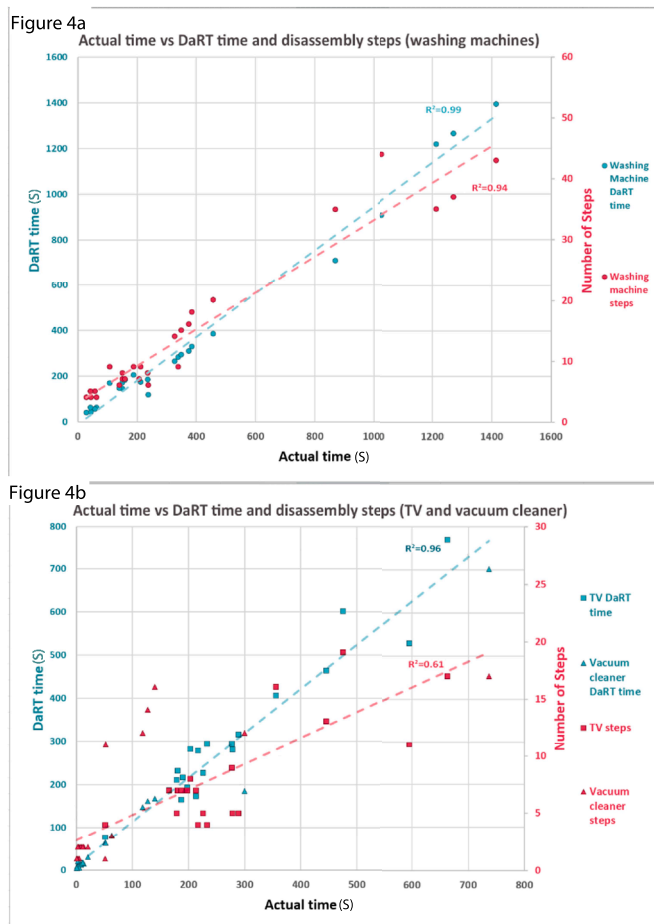 Figure 4a
Actual time vs DaRT time and disassembly steps (washing machines)
1600
1400
1200
1000
800
600
400
200
0
DaRT time (S)
60
50
40
30
20
10
0
Number of Steps
R²=0.99
R²=0.94
0 200 400 600 800 1000 1200 1400 1600
Actual time (S)
Washing
Machine
DaRT
time
Washing
machine
steps
Figure 4b
Actual time vs DaRT time and disassembly steps (TV and vacuum cleaner)
800
700
600
500
400
300
200
100
0
DaRT time (S)
30
25
20
15
10
5
0
Number of Steps
R²=0.96
R²=0.61
0 100 200 300 400 500 600 700 800
Actual time (S)
TV DaRT
time
Vacuum
cleaner
DaRT time
TV steps
Vacuum
cleaner
steps